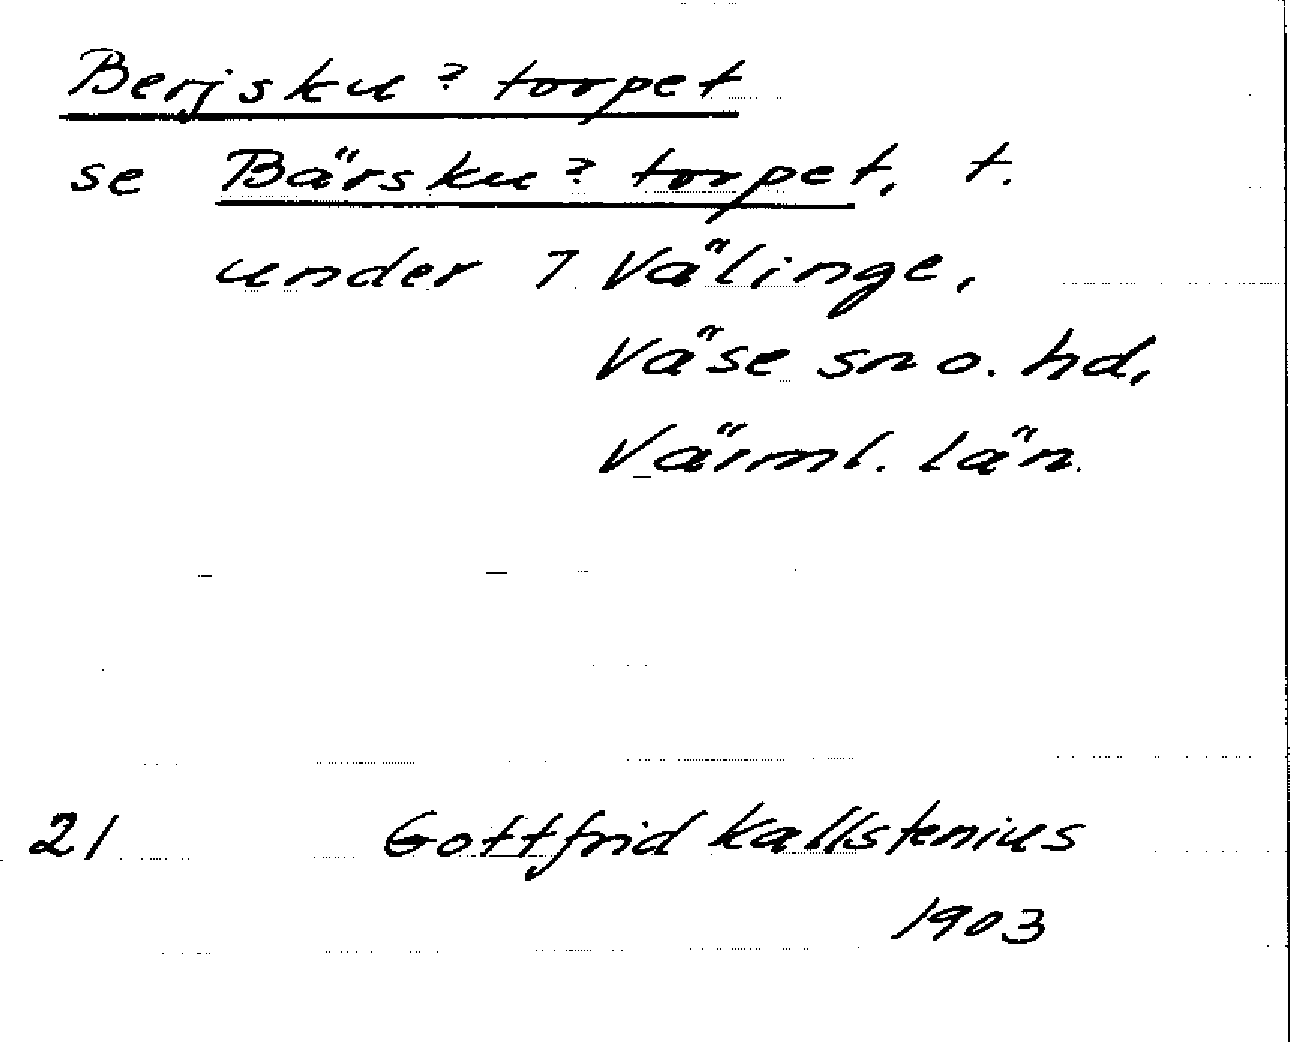 Berjsku? torpet
se Bärsku? torpet, t.
under 7 Välinge,
Väse sn o. hd,
Värml. län.
21 Gottfrid Kallstenius
1903